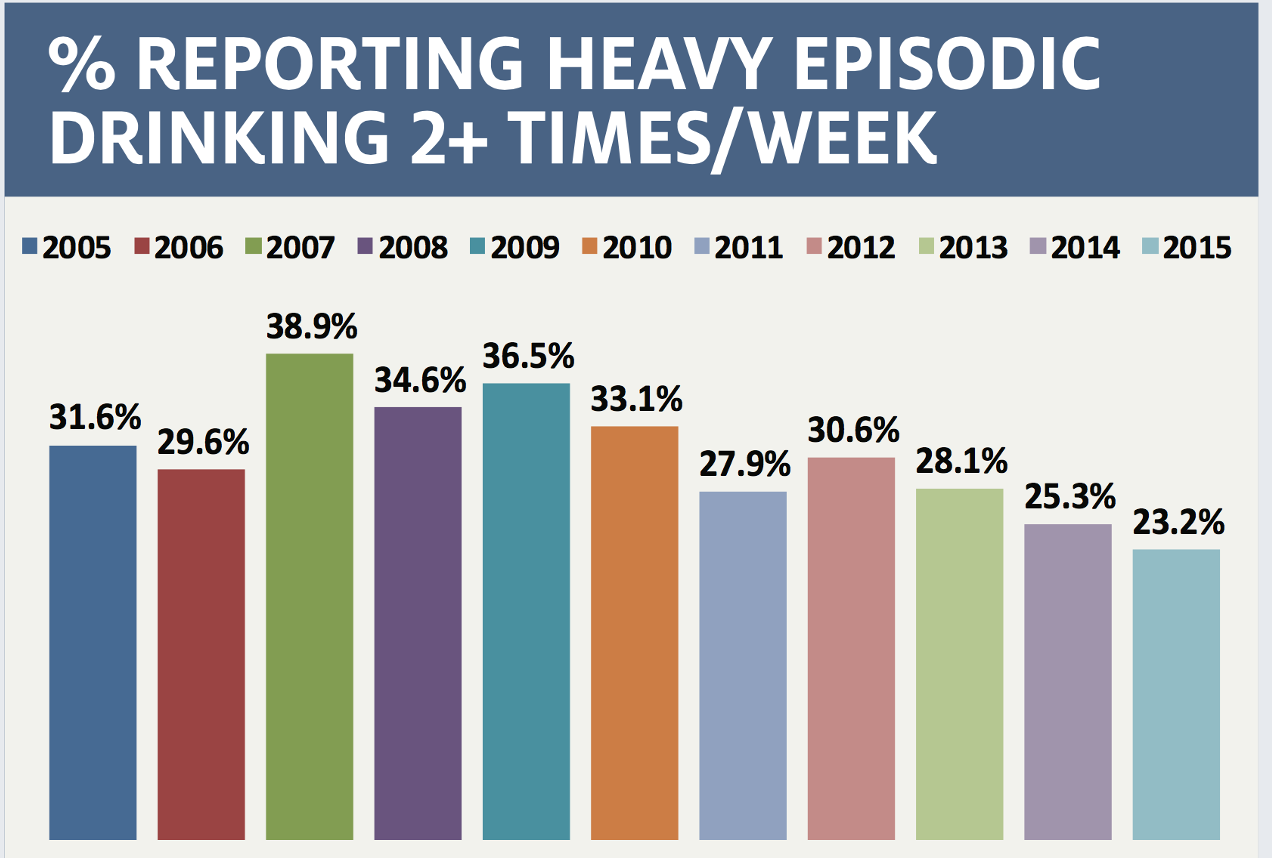 % REPORTING HEAVY EPISODIC
DRINKING 2+ TIMES/WEEK
2005 2006 2007 2008 2009 2010 2011 2012 2013 2014 2015
31.6% 29.6% 38.9% 34.6% 36.5% 33.1% 27.9% 30.6% 28.1% 25.3% 23.2%